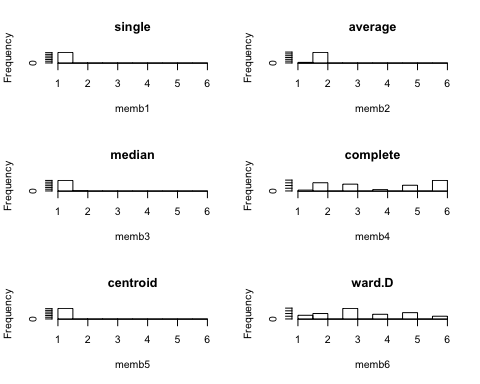 single
Frequency
0
1 2 3 4 5 6
memb1
average
Frequency
0
1 2 3 4 5 6
memb2
median
Frequency
0
1 2 3 4 5 6
memb3
complete
Frequency
0
1 2 3 4 5 6
memb4
centroid
Frequency
0
1 2 3 4 5 6
memb5
ward.D
Frequency
0
1 2 3 4 5 6
memb6